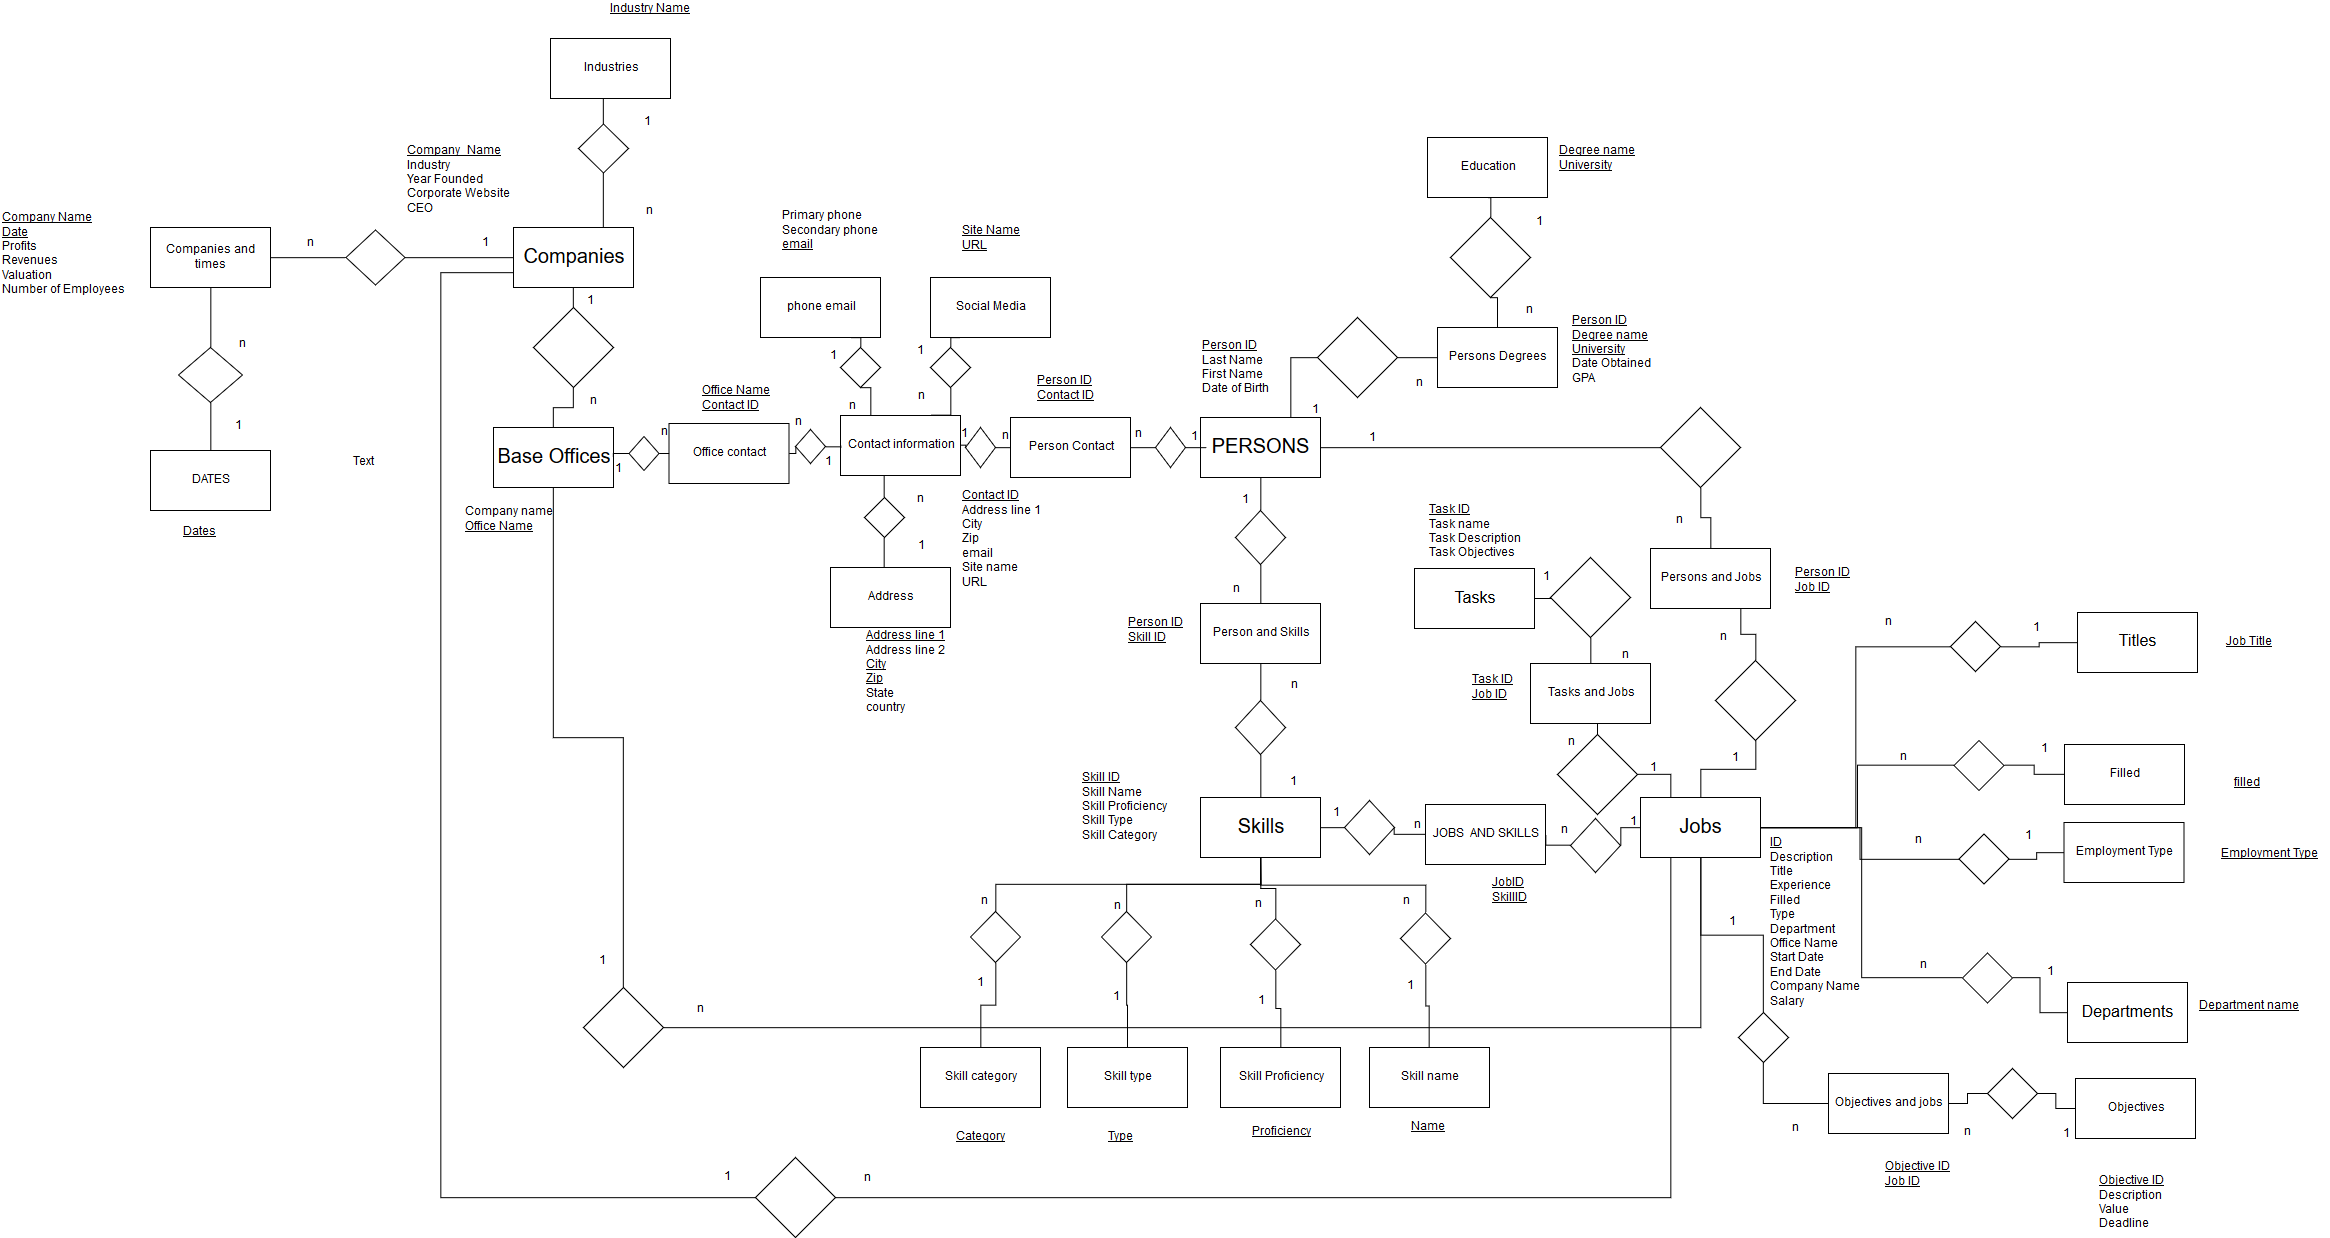 Industry Name
Industries
1
Company  Name
Industry
Year Founded
Corporate Website
CEO
n
Company Name
Date
Profits
Revenues
Valuation
Number of Employees
Companies and
times
n
1
Companies
n
1
DATES
Dates
Text
1
n
Base Offices
Company name
Office Name
1
n
Office Name
Contact ID
Office contact
n
1
Primary phone
Secondary phone
email
phone email
1
n
Site Name
URL
Social Media
1
n
Contact information
1
n
Person ID
Contact ID
Person Contact
n
1
Contact ID
Address line 1
City
Zip
email
Site name
URL
n
1
Address
Address line 1
Address line 2
City
Zip
State
country
Person ID
Last Name
First Name
Date of Birth
PERSONS
1
n
Education
Degree name
University
1
n
Persons Degrees
Person ID
Degree name
University
Date Obtained
GPA
1
n
Persons and Jobs
Person ID
Job ID
n
1
1
n
Person ID
Skill ID
Person and Skills
n
1
Task ID
Task name
Task Description
Task Objectives
Tasks
1
n
Task ID
Job ID
Tasks and Jobs
n
1
Skill ID
Skill Name
Skill Proficiency
Skill Type
Skill Category
Skills
1
n
JOBS  AND SKILLS
n
1
JobID
SkillID
Jobs
ID
Description
Title
Experience
Filled
Type
Department
Office Name
Start Date
End Date
Company Name
Salary
n
1
Titles
Job Title
n
1
Filled
filled
n
1
Employment Type
Employment Type
n
1
Departments
Department name
1
n
Objectives and jobs
Objective ID
Job ID
n
1
Objectives
Objective ID
Description
Value
Deadline
n
n
n
n
1
1
1
1
Skill category
Skill type
Skill Proficiency
Skill name
Category
Type
Proficiency
Name
1
n
1
n